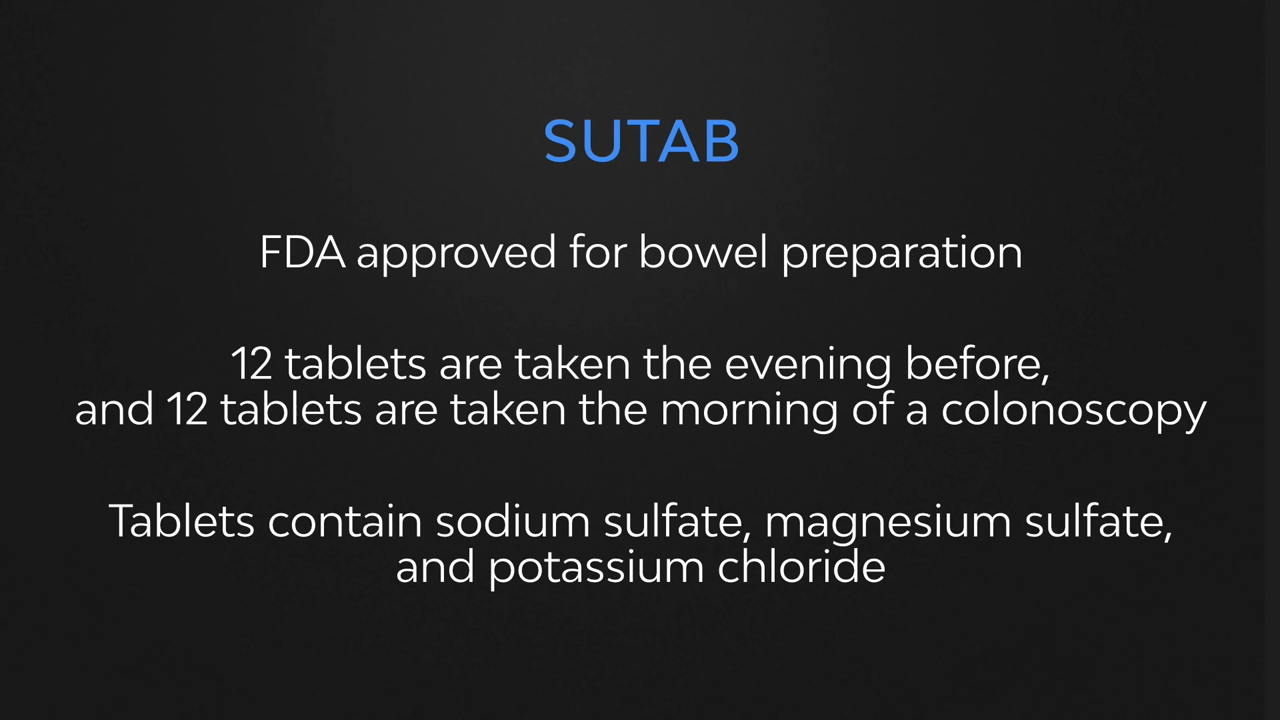 SUTAB
FDA approved for bowel preparation
12 tablets are taken the evening before,
and 12 tablets are taken the morning of a colonoscopy
Tablets contain sodium sulfate, magnesium sulfate,
and potassium chloride